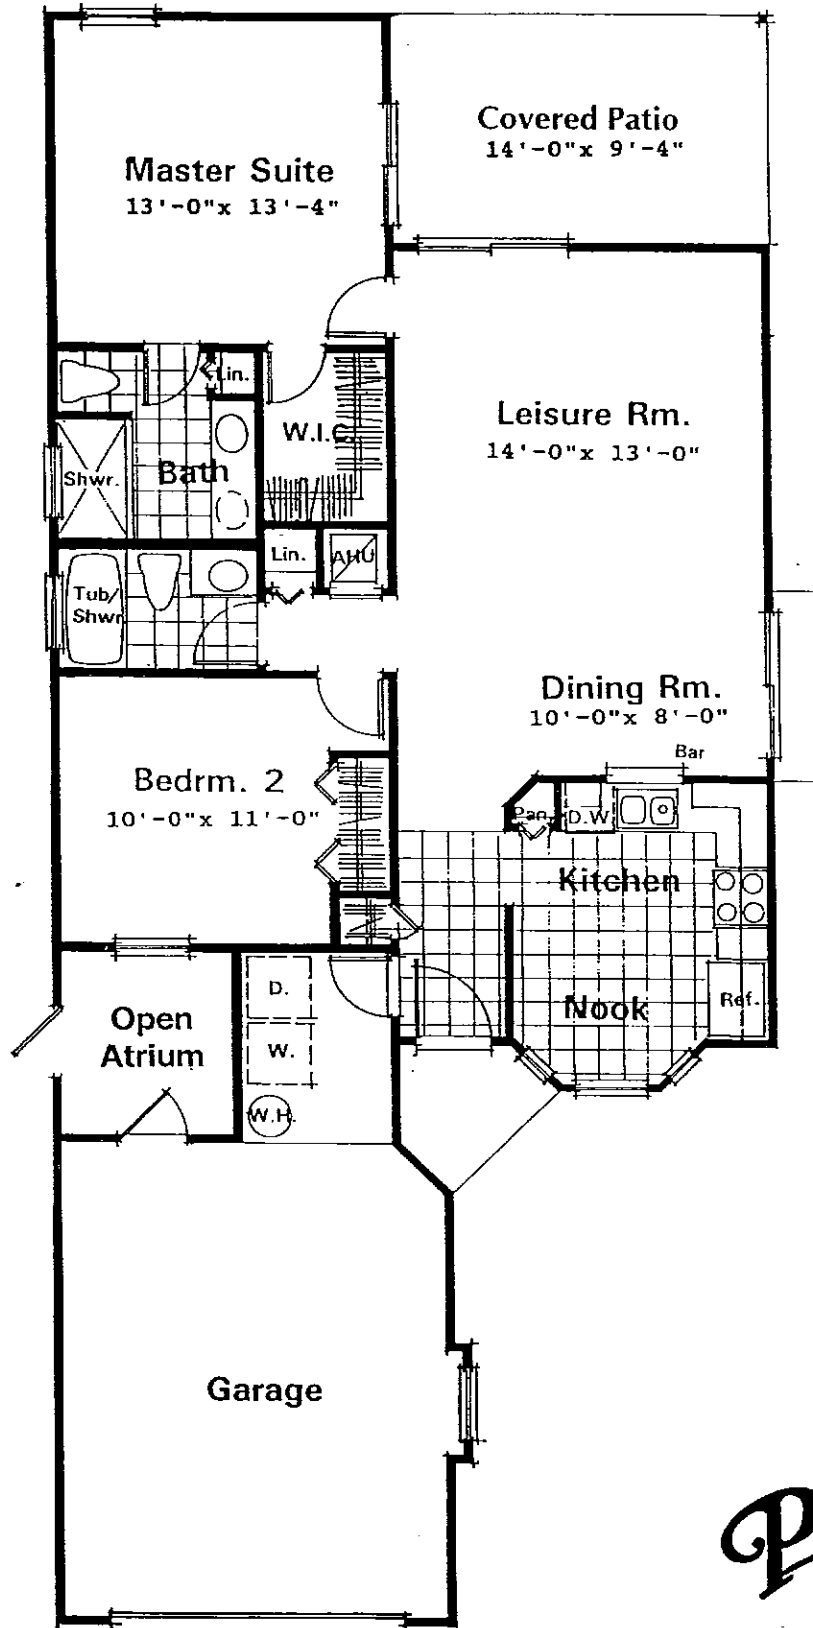 Covered Patio
14'-0"x 9'-4"
Master Suite
13'-0"x 13'-4"
Lin.
Leisure Rm.
14'-0"x 13'-0"
W.I.C.
Bath
Shwr.
Lin.
AHU
Tub/
Shwr
Dining Rm.
10'-0"x 8'-0"
Bar
Bedrm. 2
10'-0"x 11'-0"
Pan.
D.W
Kitchen
D.
Ref.
Nook
Open
Atrium
W.
W.H.
Garage
P